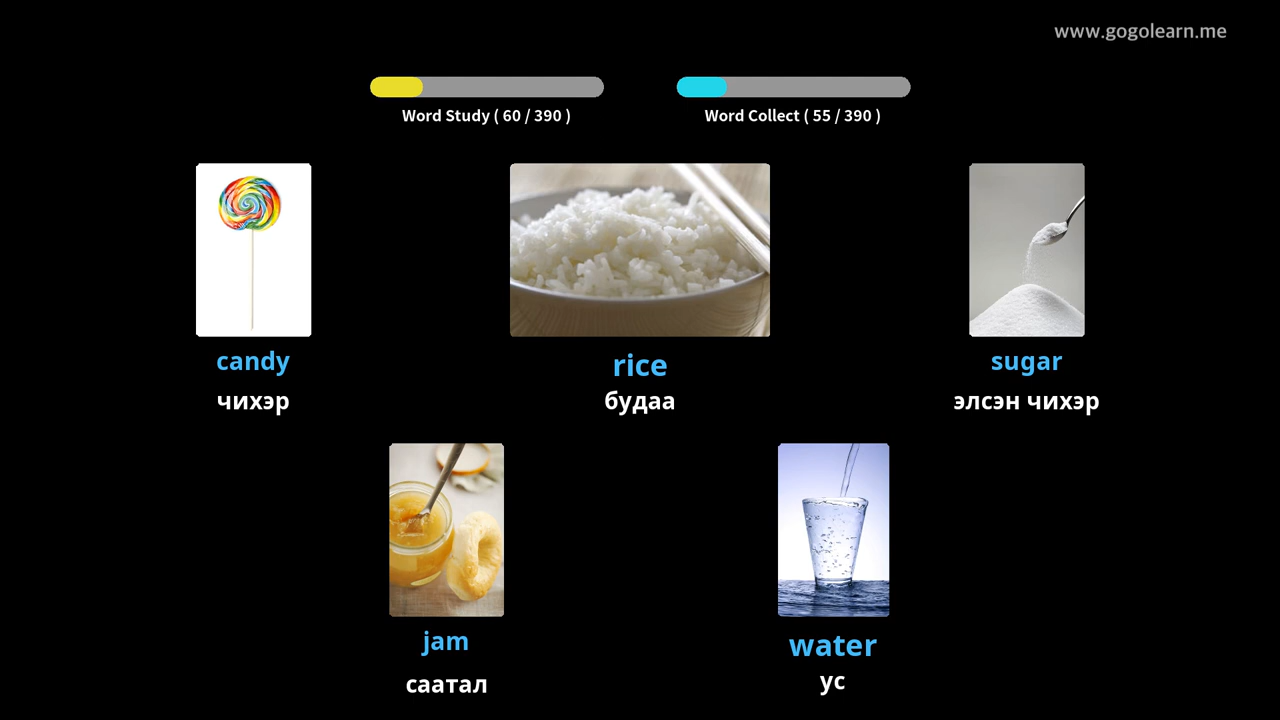 www.gogolearn.me
Word Study ( 60 / 390 )
Word Collect ( 55 / 390 )
candy
rice
sugar
чихэр
будаа
элсэн чихэр
jam
water
саатал
ус